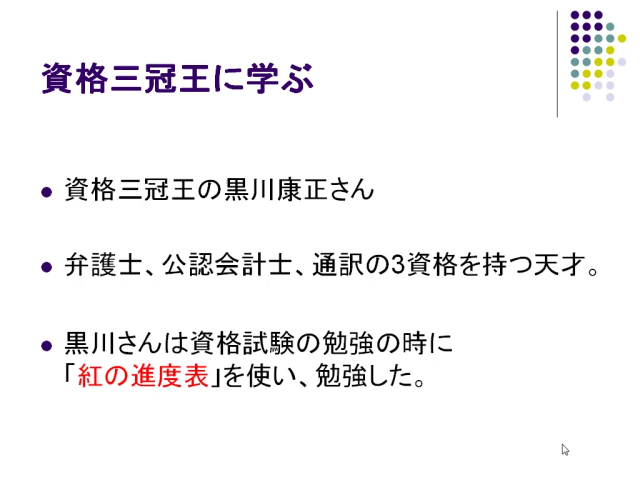 資格三冠王に学ぶ
資格三冠王の黒川康正さん
弁護士、公認会計士、通訳の3資格を持つ天才。
黒川さんは資格試験の勉強の時に
「紅の進度表」を使い、勉強した。